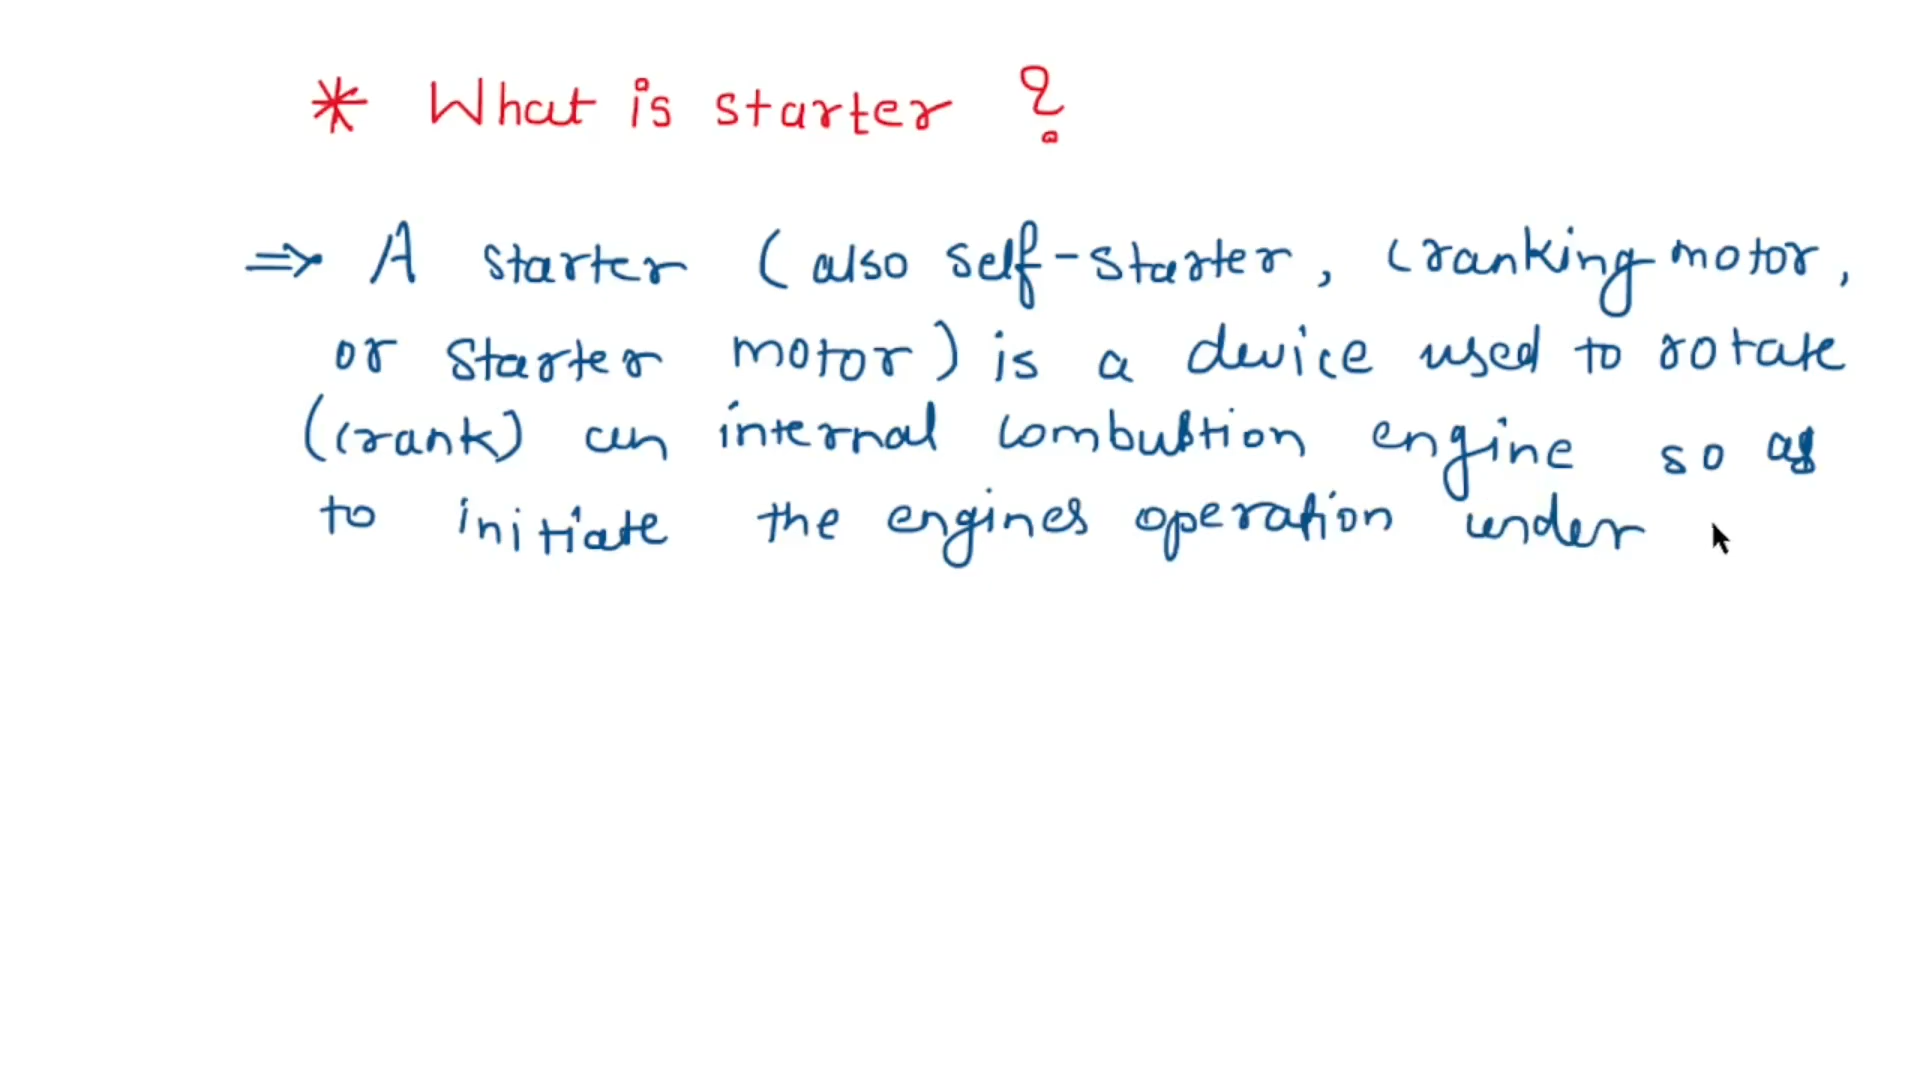 * What is starter ?
⇒ A starter (also self-starter, cranking motor,
or starter motor) is a device used to rotate
(crank) an internal combustion engine so as
to initiate the engines operation under